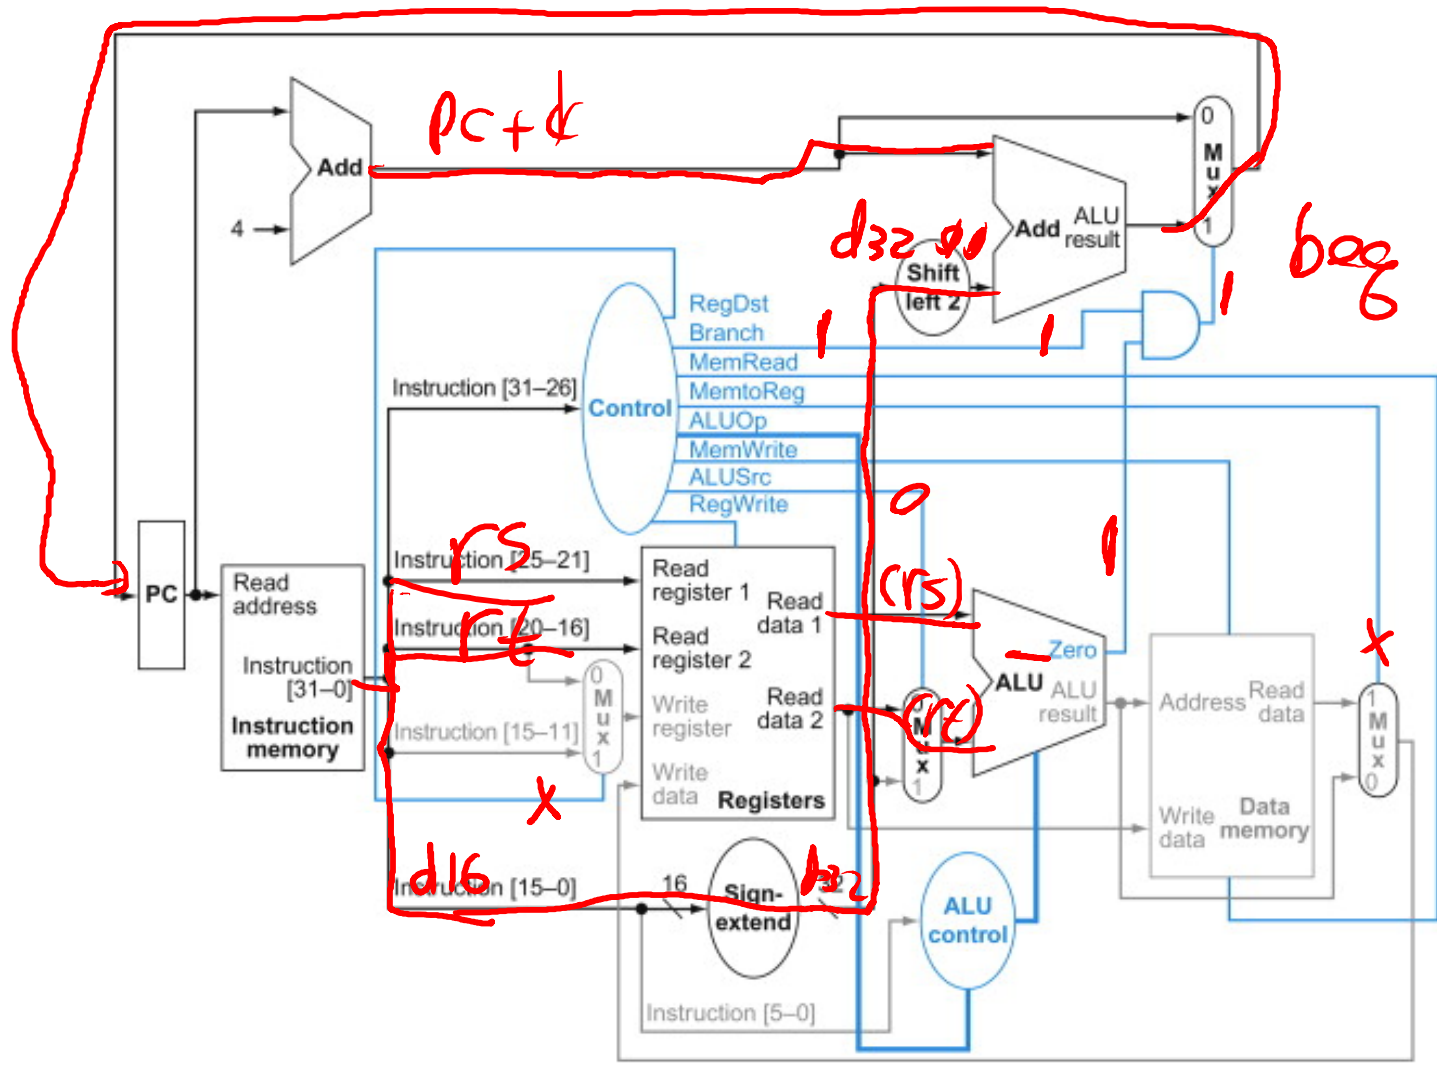 PC + 4
0
M
u
x
1
Add
4
Add
ALU
result
d32 00
Shift
left 2
beq
1
RegDst
Branch
1
1
MemRead
MemtoReg
ALUOp
MemWrite
ALUSrc
RegWrite
0
Instruction [31–26]
Control
PC
Read
address
Instruction
[31–0]
Instruction
memory
rs
Instruction [25–21]
rt
Instruction [20–16]
Instruction [15–11]
0
M
u
x
1
x
Read
register 1
Read
register 2
Write
register
Write
data
Read
data 1
Read
data 2
Registers
(rs)
(rt)
0
M
u
x
1
Zero
ALU
ALU
result
1
Address
Read
data
Write
data
Data
memory
x
1
M
u
x
0
d16
Instruction [15–0]
16
Sign-
extend
32
d32
ALU
control
Instruction [5–0]